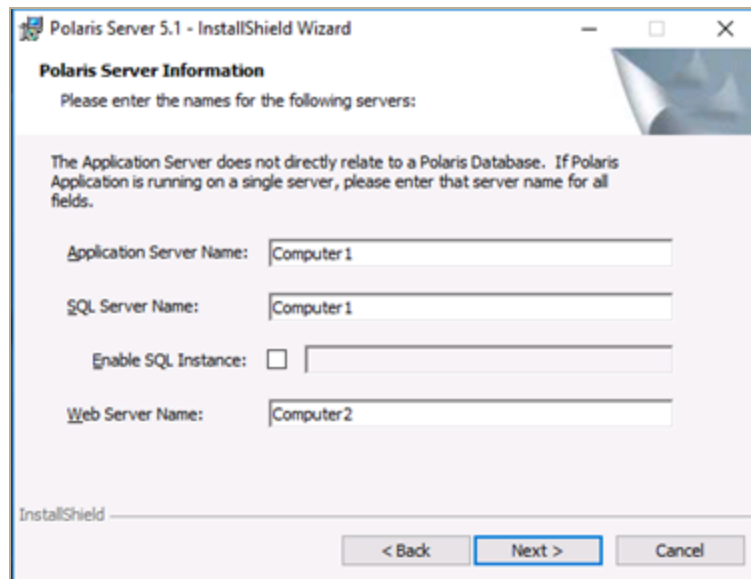 Polaris Server 5.1 - InstallShield Wizard
Polaris Server Information
Please enter the names for the following servers:
The Application Server does not directly relate to a Polaris Database. If Polaris
Application is running on a single server, please enter that server name for all
fields.
Application Server Name: Computer1
SQL Server Name: Computer1
Enable SQL Instance:
Web Server Name: Computer2
InstallShield
< Back Next > Cancel